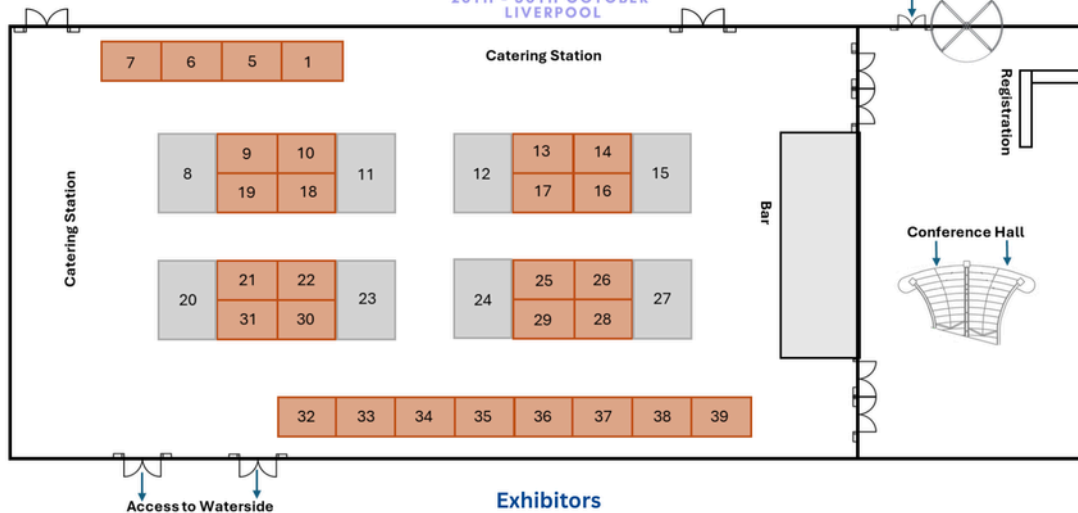 LIVERPOOL
7 6 5 1
Catering Station
Registration
8 9 10 11 12 13 14 15
19 18 17 16
Catering Station
Bar
Conference Hall
20 21 22 23 24 25 26 27
31 30 29 28
32 33 34 35 36 37 38 39
Access to Waterside
Exhibitors